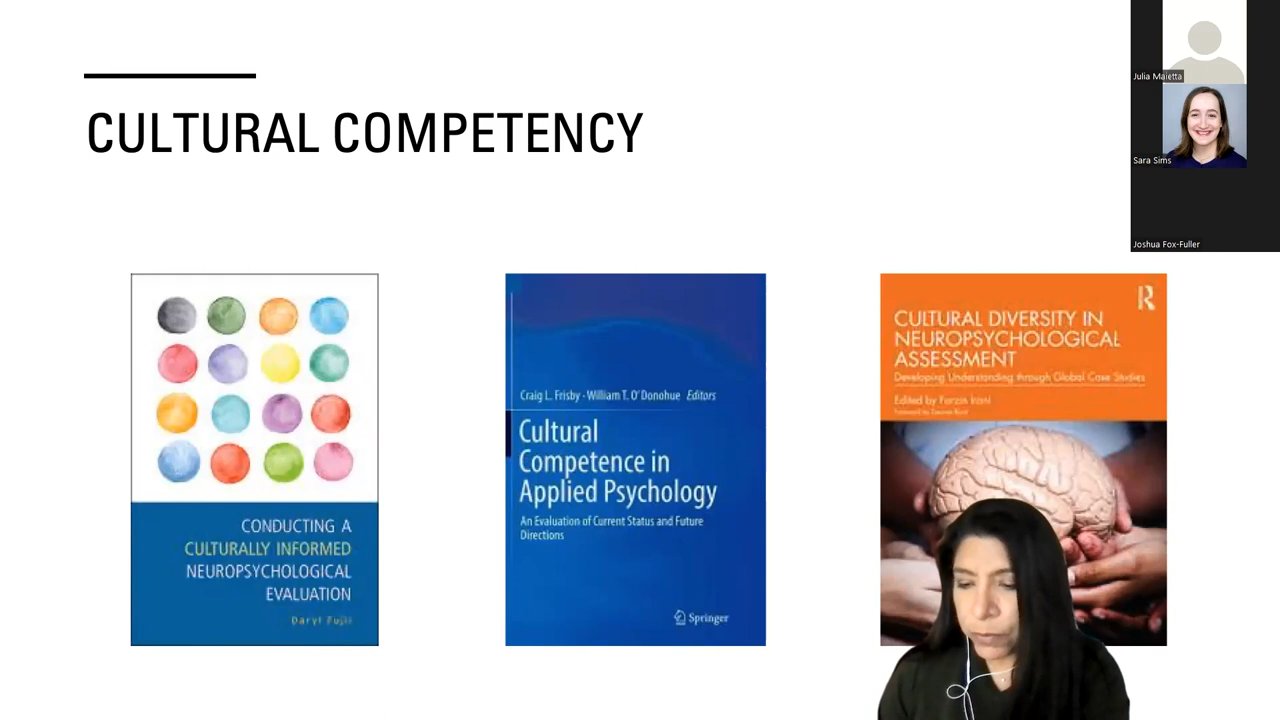 CULTURAL COMPETENCY
CONDUCTING A
CULTURALLY INFORMED
NEUROPSYCHOLOGICAL
EVALUATION
Daryl Fujii
Craig L. Frisby · William T. O'Donohue Editors
Cultural
Competence in
Applied Psychology
An Evaluation of Current Status and Future
Directions
Springer
R
CULTURAL DIVERSITY IN
NEUROPSYCHOLOGICAL
ASSESSMENT
Developing Understanding through Global Case Studies
Edited by Farzin Irani
Julia Maietta
Sara Sims
Joshua Fox-Fuller